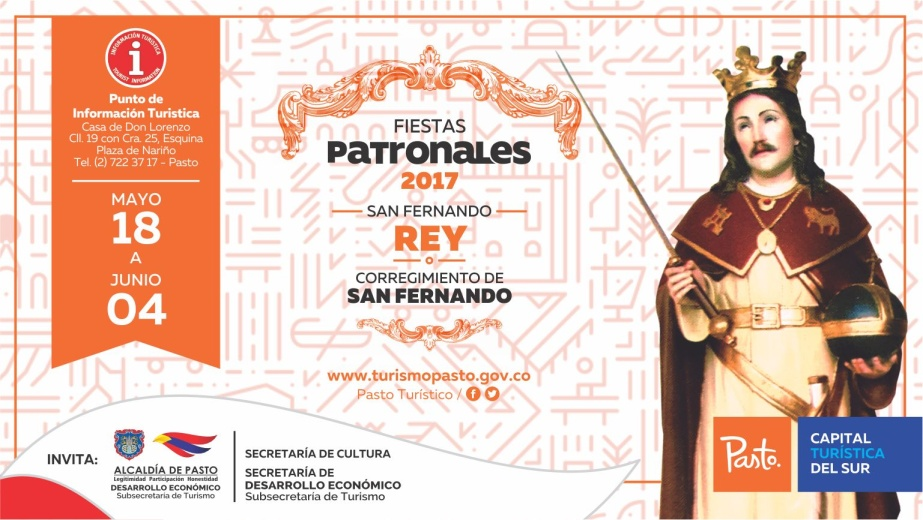 INFORMACIÓN TURÍSTICA
i
TOURIST INFORMATION
Punto de
Información Turistica
Casa de Don Lorenzo
Cll. 19 con Cra. 25, Esquina
Plaza de Nariño
Tel. (2) 722 37 17 - Pasto
MAYO
18
A
JUNIO
04
FIESTAS
PATRONALES
2017
SAN FERNANDO
REY
CORREGIMIENTO DE
SAN FERNANDO
www.turismopasto.gov.co
Pasto Turístico /
INVITA:
ALCALDÍA DE PASTO
Legitimidad Participación Honestidad
DESARROLLO ECONÓMICO
Subsecretaría de Turismo
SECRETARÍA DE CULTURA
SECRETARÍA DE
DESARROLLO ECONÓMICO
Subsecretaría de Turismo
Pasto.
CAPITAL
TURÍSTICA
DEL SUR